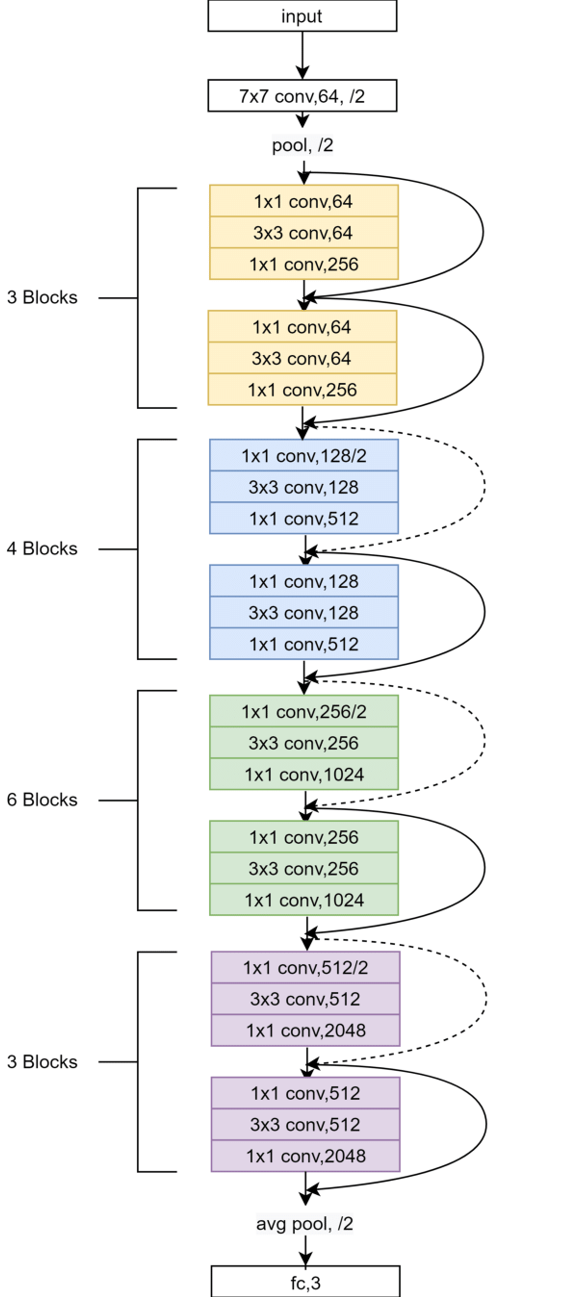 input
7x7 conv,64, /2
pool, /2
1x1 conv,64
3x3 conv,64
1x1 conv,256
3 Blocks
1x1 conv,64
3x3 conv,64
1x1 conv,256
1x1 conv,128/2
3x3 conv,128
1x1 conv,512
4 Blocks
1x1 conv,128
3x3 conv,128
1x1 conv,512
1x1 conv,256/2
3x3 conv,256
1x1 conv,1024
6 Blocks
1x1 conv,256
3x3 conv,256
1x1 conv,1024
1x1 conv,512/2
3x3 conv,512
1x1 conv,2048
3 Blocks
1x1 conv,512
3x3 conv,512
1x1 conv,2048
avg pool, /2
fc,3